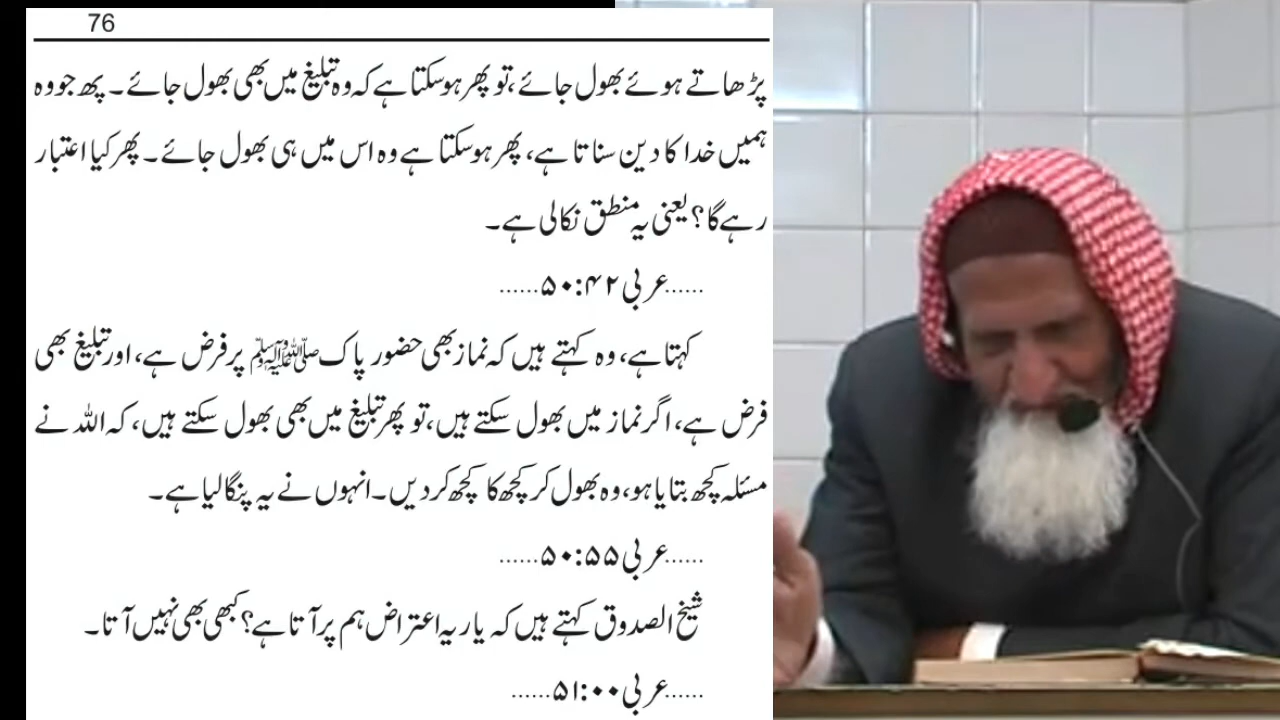 76
پڑھاتے ہوئے بھول جائے، تو پھر ہوسکتا ہے کہ وہ تبلیغ میں بھی بھول جائے۔ پھ جو وہ
ہمیں خدا کا دین سناتا ہے، پھر ہوسکتا ہے وہ اس میں ہی بھول جائے۔ پھر کیا اعتبار
رہے گا؟ یعنی یہ منطق نکالی ہے۔
......عربی ۵۰:۴۲......
کہتا ہے، وہ کہتے ہیں کہ نماز بھی حضور پاک ﷺ پر فرض ہے، اور تبلیغ بھی
فرض ہے، اگر نماز میں بھول سکتے ہیں، تو پھر تبلیغ میں بھی بھول سکتے ہیں، کہ اللہ نے
مسئلہ کچھ بتایا ہو، وہ بھول کر کچھ کا کچھ کردیں۔ انہوں نے یہ پنگا لیا ہے۔
......عربی ۵۰:۵۵......
شیخ الصدوق کہتے ہیں کہ یار یہ اعتراض ہم پر آتا ہے؟ کبھی بھی نہیں آتا۔
......عربی ۵۱:۰۰......